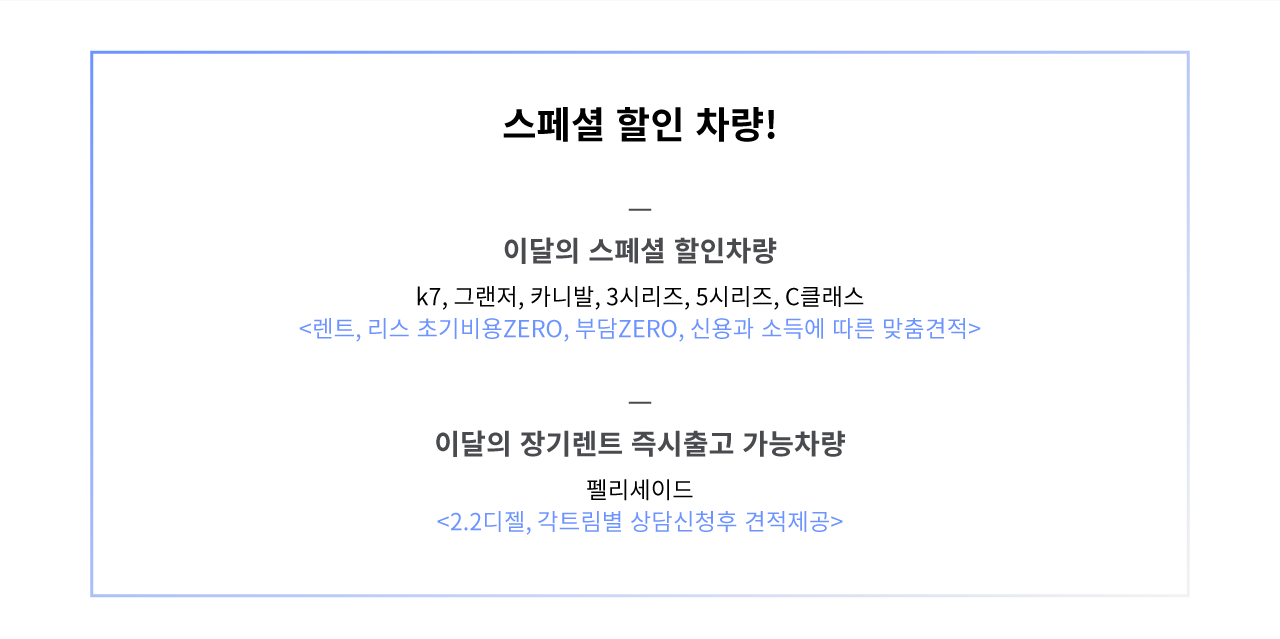 스페셜 할인 차량!
—
이달의 스폐셜 할인차량
k7, 그랜저, 카니발, 3시리즈, 5시리즈, C클래스
<렌트, 리스 초기비용ZERO, 부담ZERO, 신용과 소득에 따른 맞춤견적>
—
이달의 장기렌트 즉시출고 가능차량
펠리세이드
<2.2디젤, 각트림별 상담신청후 견적제공>